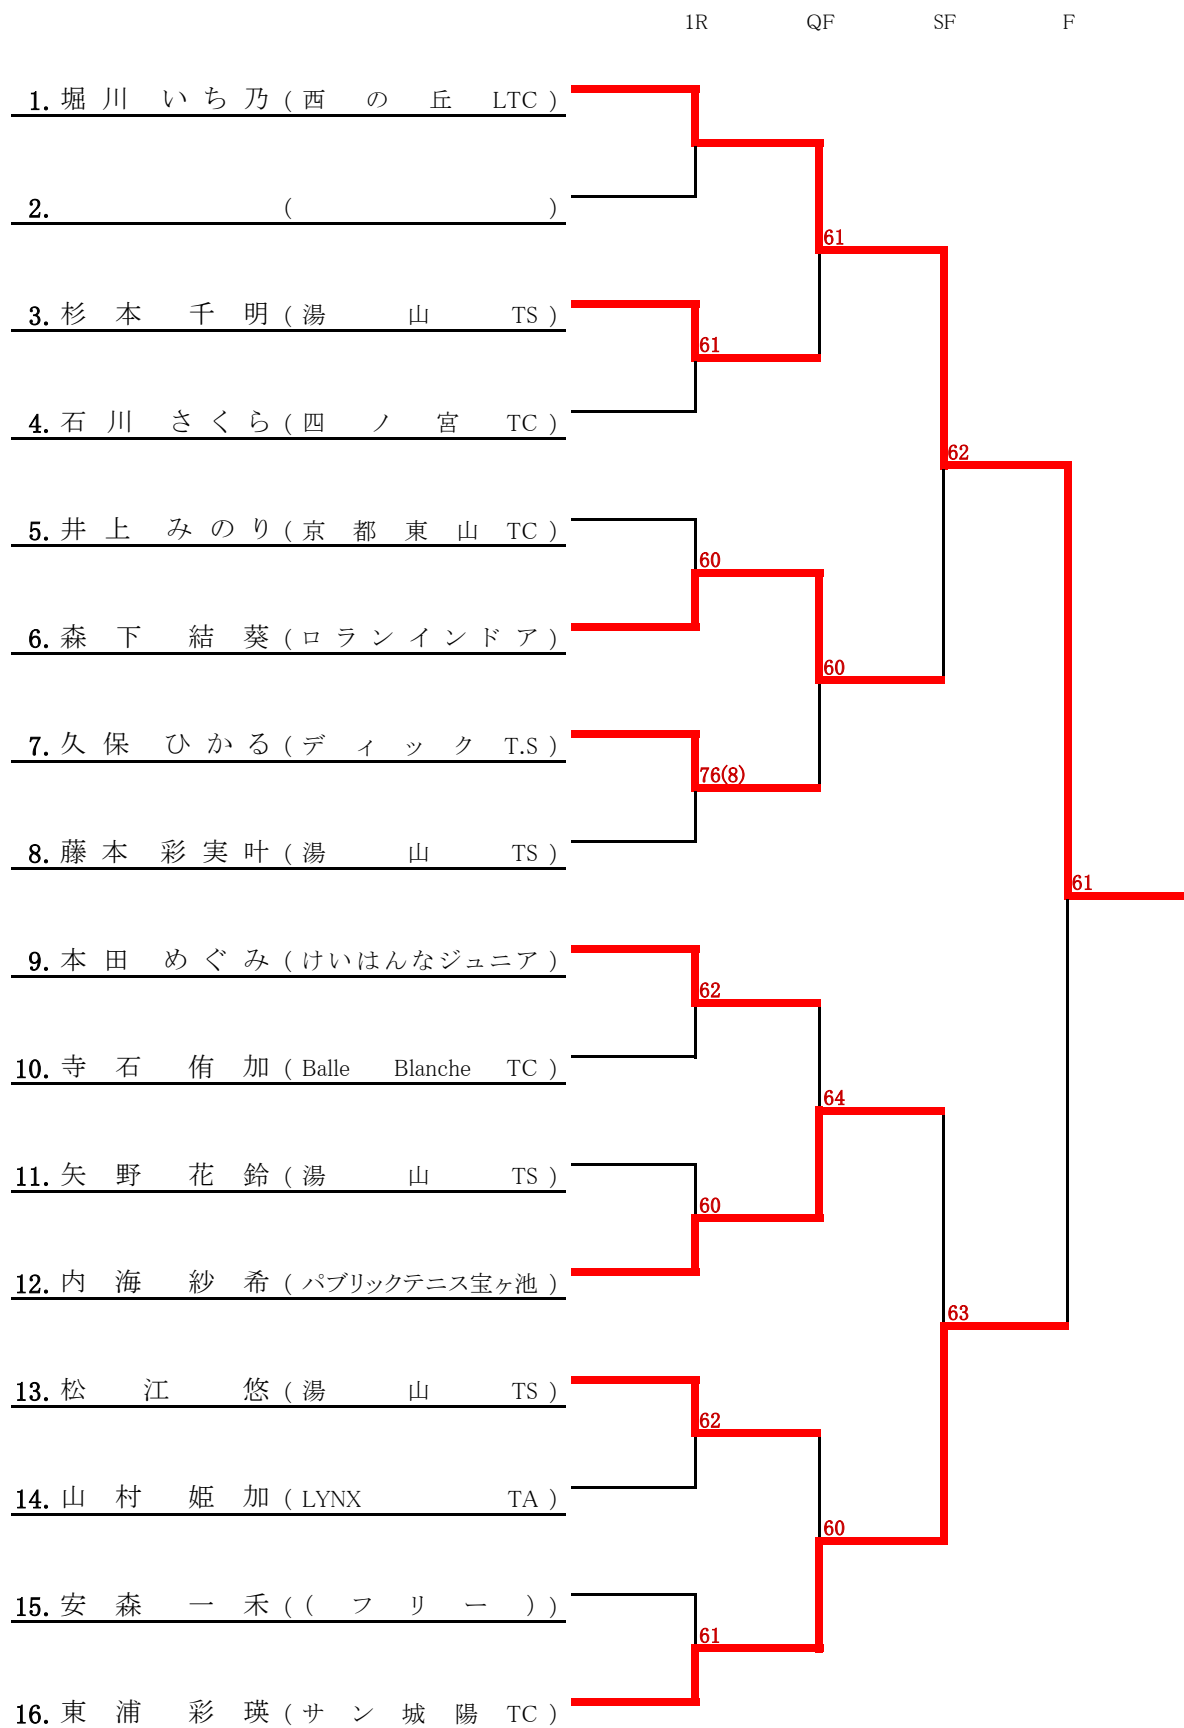 1R QF SF F
1. 堀川 いち乃 ( 西の丘 LTC )
2. ( )
61
3. 杉本 千明 ( 湯山 TS )
61
4. 石川 さくら ( 四ノ宮 TC )
62
5. 井上 みのり ( 京都東山 TC )
60
6. 森下 結葵 ( ロランインドア )
60
7. 久保 ひかる ( ディック T.S )
76(8)
8. 藤本 彩実叶 ( 湯山 TS )
61
9. 本田 めぐみ ( けいはんなジュニア )
62
10. 寺石 侑加 ( Balle Blanche TC )
64
11. 矢野 花鈴 ( 湯山 TS )
60
12. 内海 紗希 ( パブリックテニス宝ヶ池 )
63
13. 松江 悠 ( 湯山 TS )
62
14. 山村 姫加 ( LYNX TA )
60
15. 安森 一禾 ( ( フリー ) )
61
16. 東浦 彩瑛 ( サン城陽 TC )